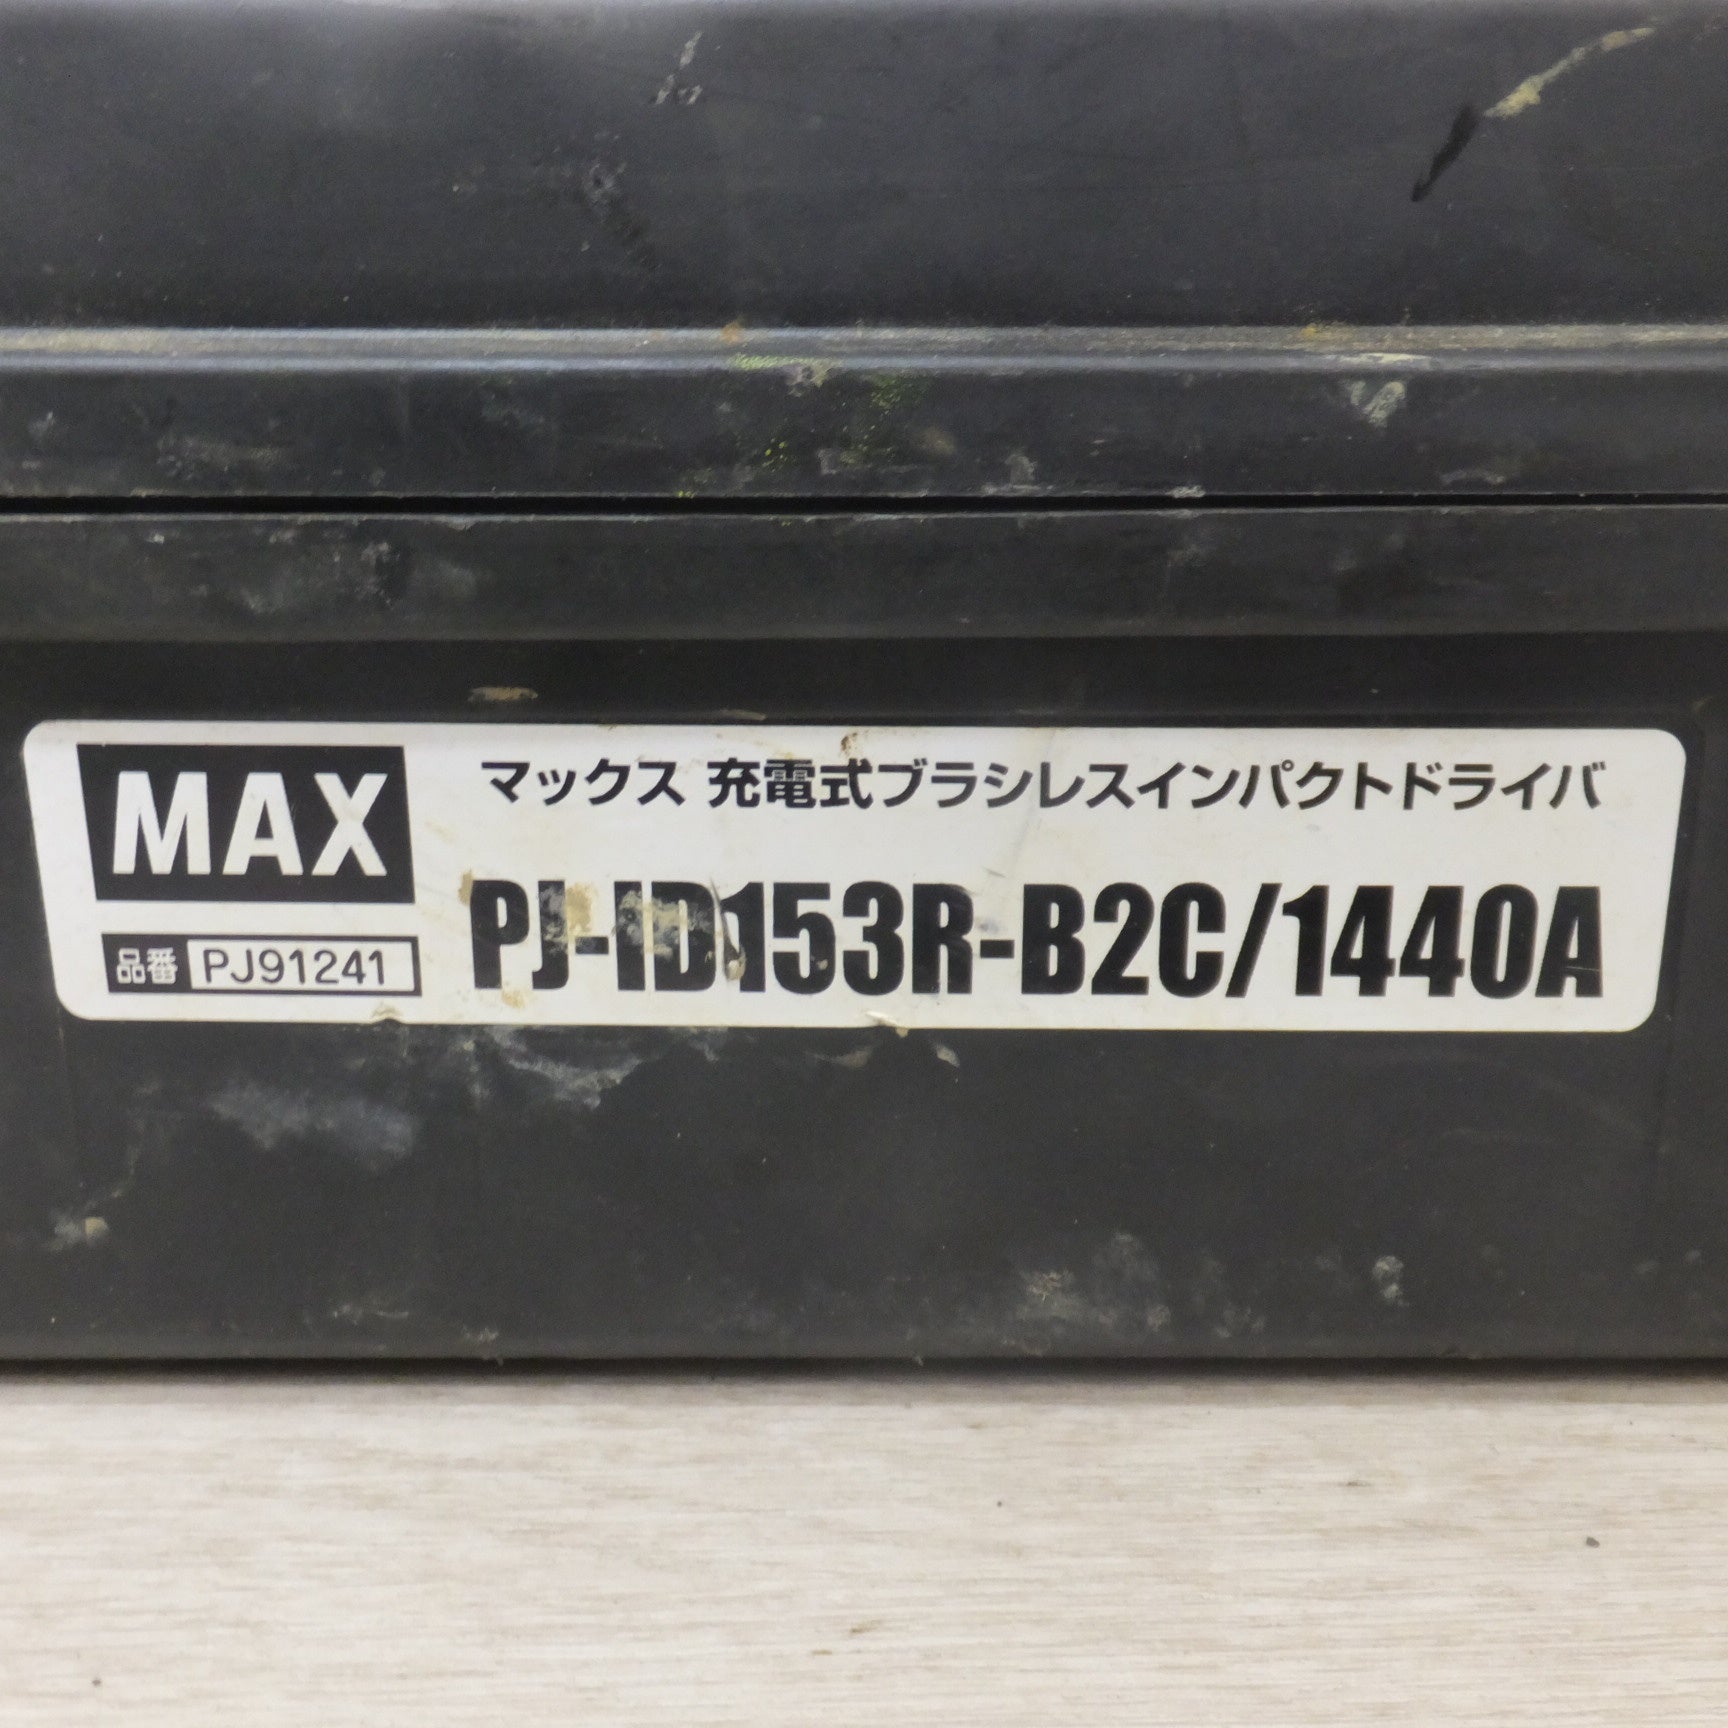 MAX
マックス 充電式ブラシレスインパクトドライバ
PJ-ID153R-B2C/1440A
品番 PJ91241